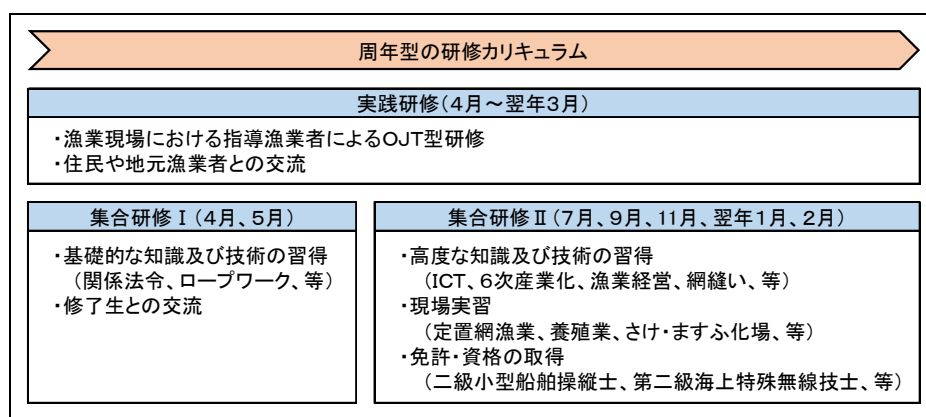 周年型の研修カリキュラム
実践研修(4月～翌年3月)
・漁業現場における指導漁業者によるOJT型研修
・住民や地元漁業者との交流
集合研修Ⅰ(4月、5月)
・基礎的な知識及び技術の習得
(関係法令、ロープワーク、等)
・修了生との交流
集合研修Ⅱ(7月、9月、11月、翌年1月、2月)
・高度な知識及び技術の習得
(ICT、6次産業化、漁業経営、網縫い、等)
・現場実習
(定置網漁業、養殖業、さけ・ますふ化場、等)
・免許・資格の取得
(二級小型船舶操縦士、第二級海上特殊無線技士、等)